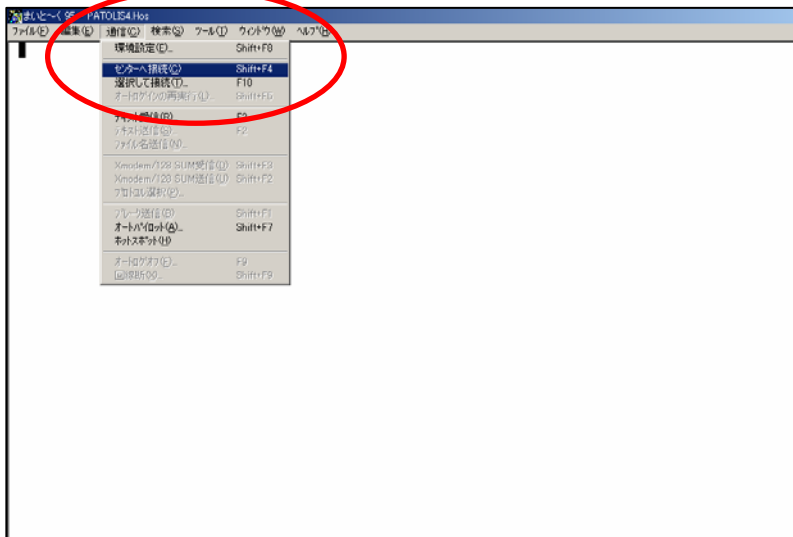 まいと～く 95 - PATOLIS4.Hos
ファイル(F) 編集(E) 通信(C) 検索(S) ツール(T) ウィンドウ(W) ヘルプ(H)
環境設定(E)... Shift+F8
センターへ接続(C) Shift+F4
選択して接続(T)... F10
オートログインの再実行(L)... Shift+F5
テキスト受信(R)... F3
テキスト送信(S)... F2
ファイル名送信(N)...
Xmodem/128 SUM受信(D) Shift+F3
Xmodem/128 SUM送信(U) Shift+F2
プロトコル選択(P)...
ブレーク送信(B) Shift+F1
オートパイロット(A)... Shift+F7
ホットスポット(H)
オートログオフ(F)... F9
回線断(X)... Shift+F9